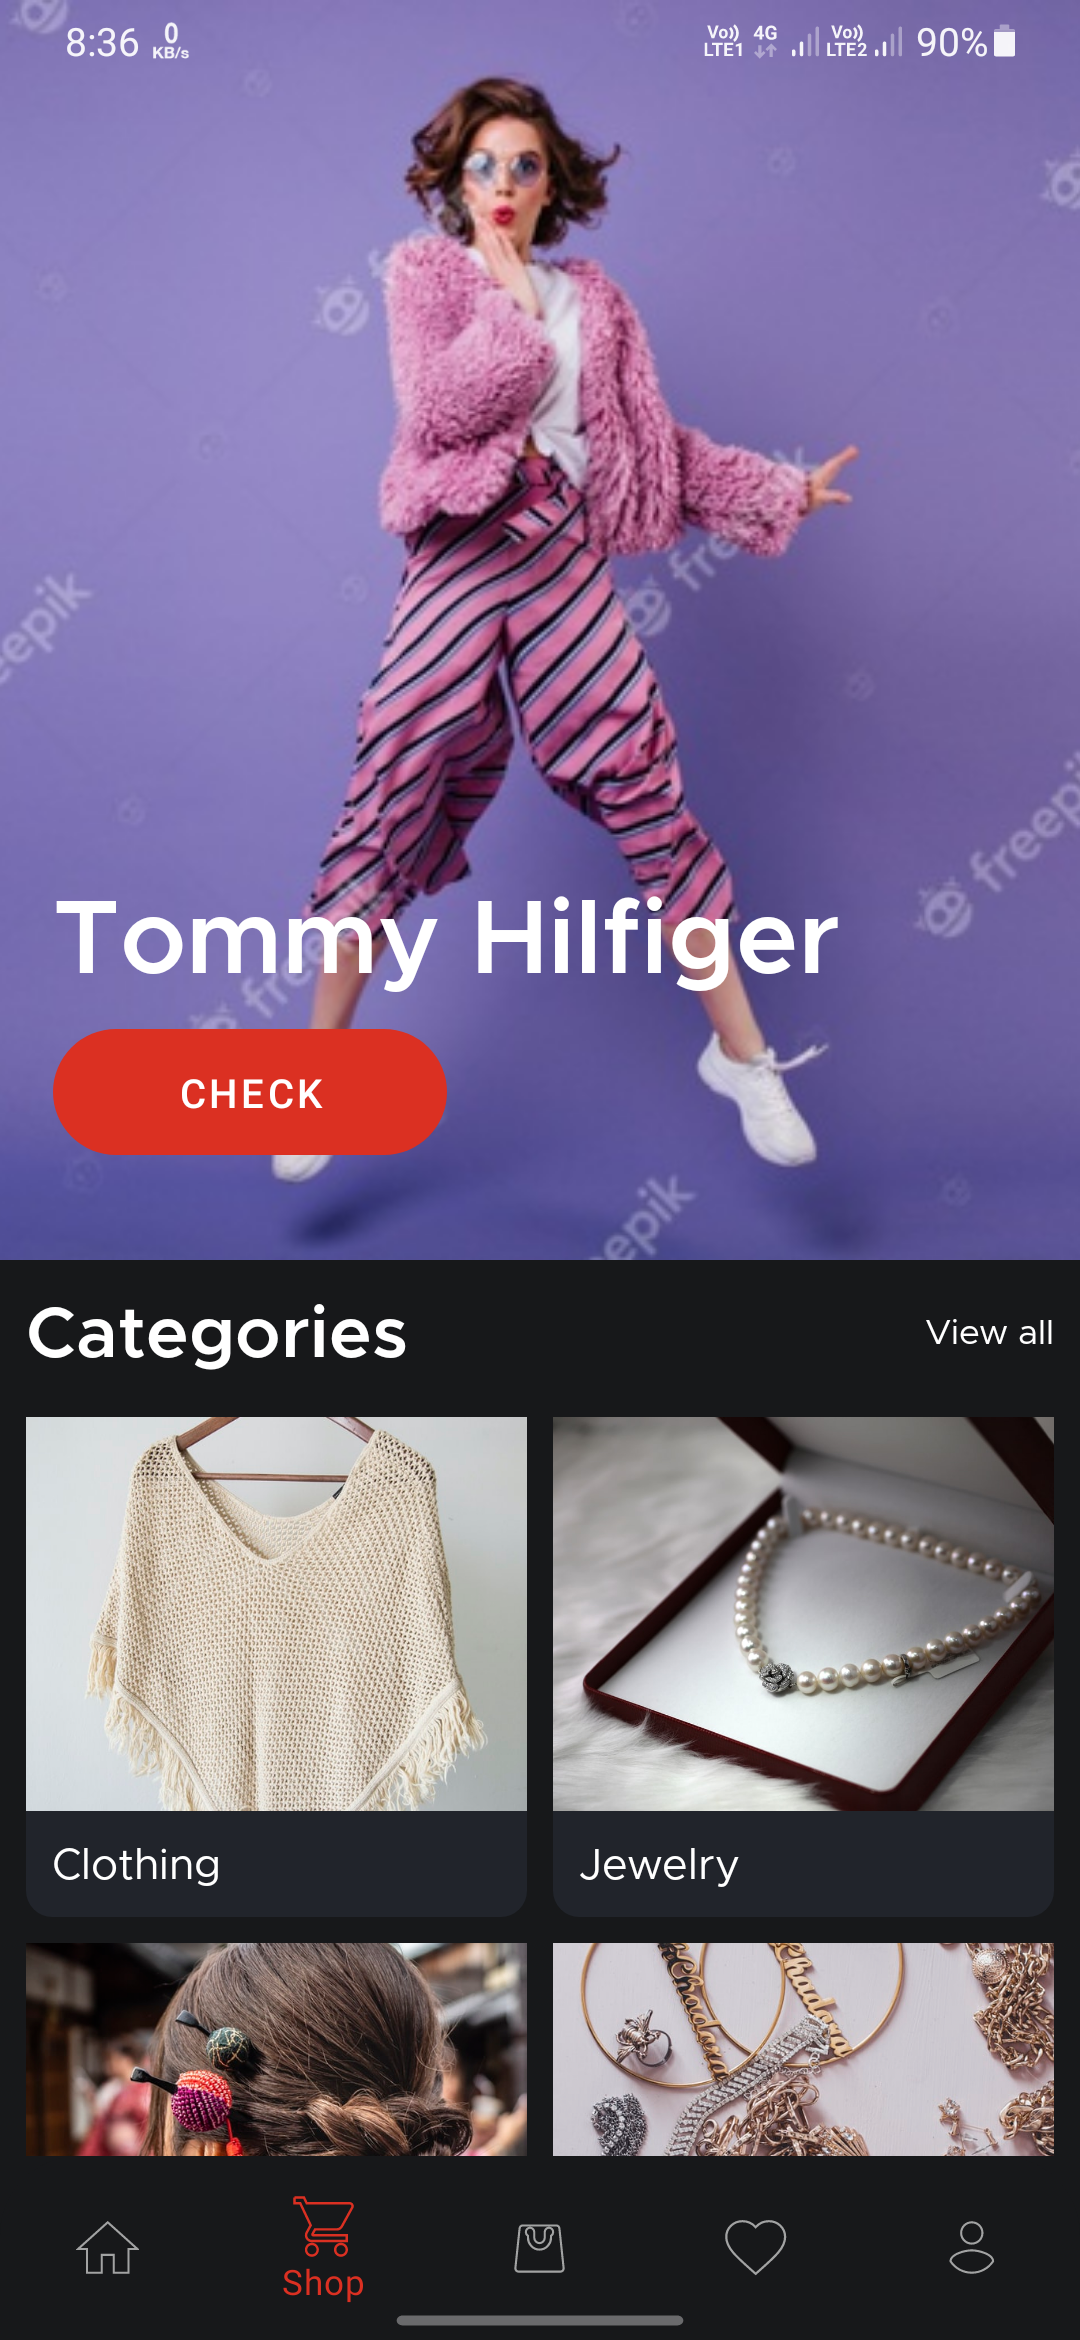 8:36
0
KB/s
Vo))
LTE1
4G
Vo))
LTE2
90%
freepik
Tommy Hilfiger
CHECK
Categories
View all
Clothing
Jewelry
Shop